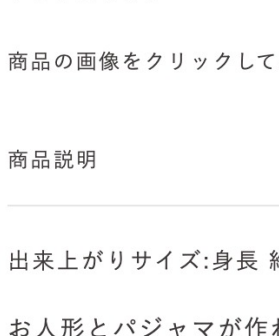 商品の画像をクリックして
商品説明
出来上がりサイズ:身長
お人形とパジャマが作れ